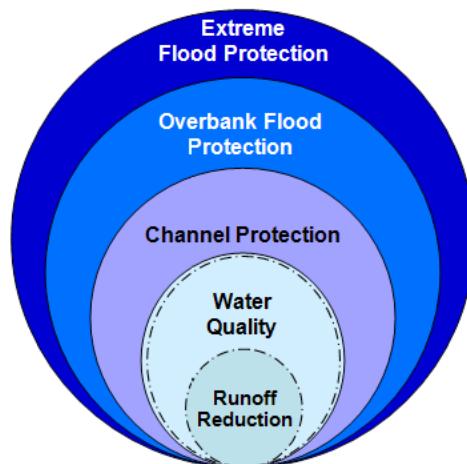 Extreme
Flood Protection
Overbank Flood
Protection
Channel Protection
Water
Quality
Runoff
Reduction